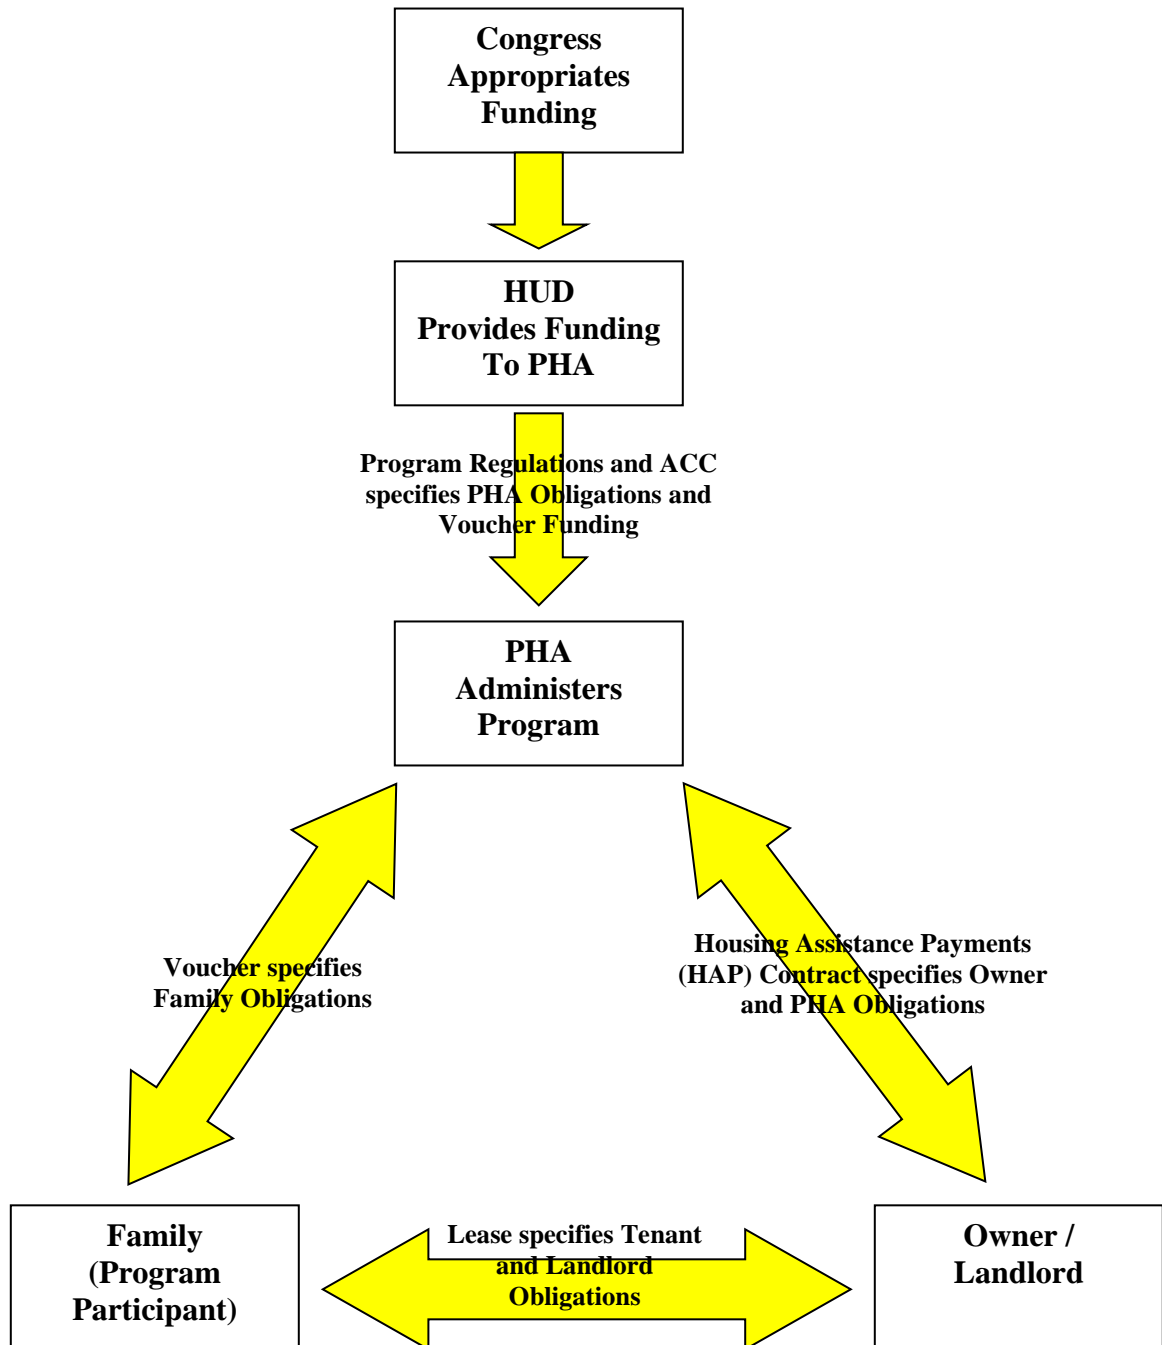 Congress
Appropriates
Funding
HUD
Provides Funding
To PHA
Program Regulations and ACC
specifies PHA Obligations and
Voucher Funding
PHA
Administers
Program
Voucher specifies
Family Obligations
Housing Assistance Payments
(HAP) Contract specifies Owner
and PHA Obligations
Family
(Program
Participant)
Lease specifies Tenant
and Landlord
Obligations
Owner /
Landlord